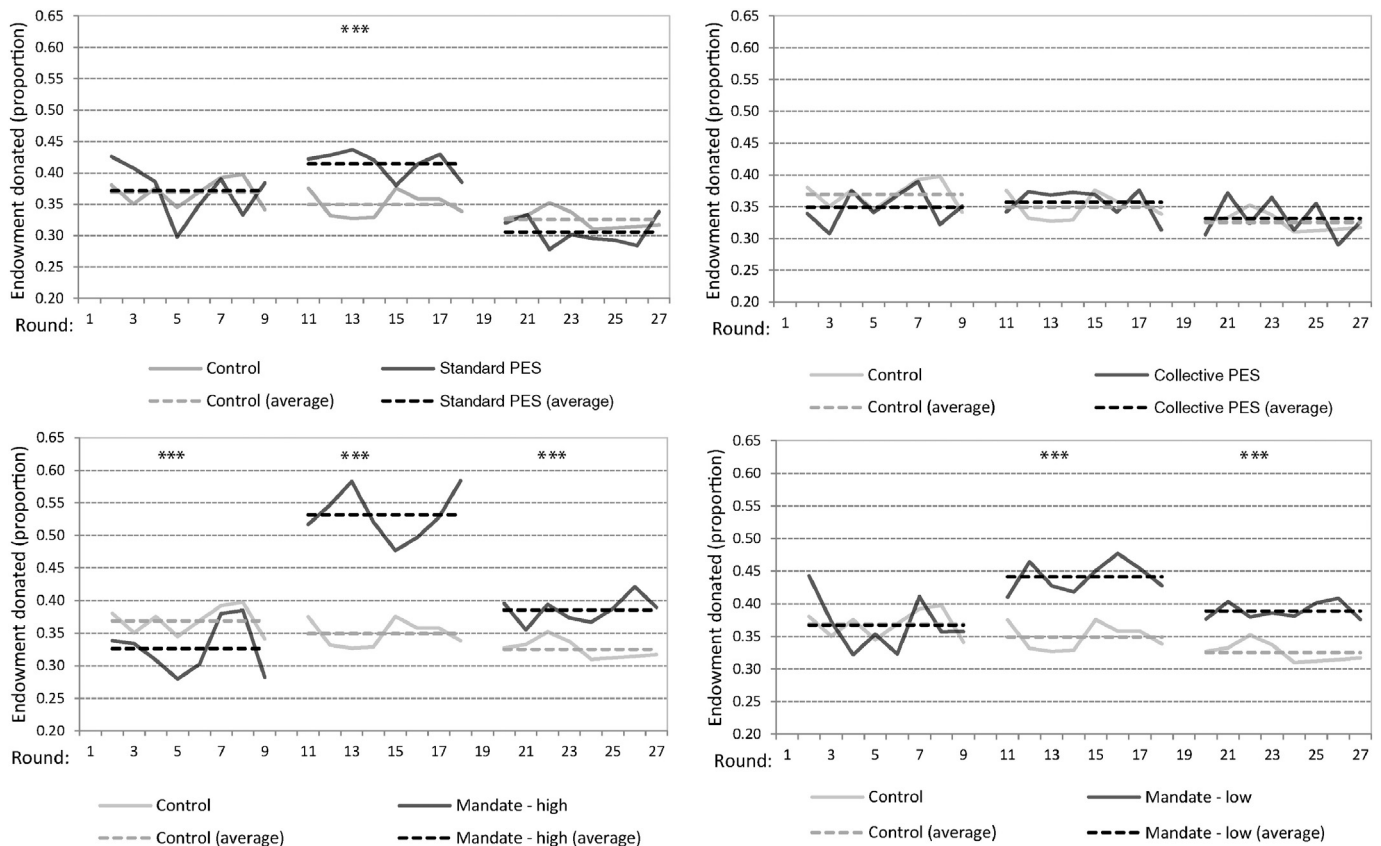 Endowment donated (proportion)
0.65
0.60
0.55
0.50
0.45
0.40
0.35
0.30
0.25
0.20
***
Round: 1 3 5 7 9 11 13 15 17 19 21 23 25 27
Control Standard PES
Control (average) Standard PES (average)
Endowment donated (proportion)
0.65
0.60
0.55
0.50
0.45
0.40
0.35
0.30
0.25
0.20
Round: 1 3 5 7 9 11 13 15 17 19 21 23 25 27
Control Collective PES
Control (average) Collective PES (average)
Endowment donated (proportion)
0.65
0.60
0.55
0.50
0.45
0.40
0.35
0.30
0.25
0.20
*** *** ***
Round: 1 3 5 7 9 11 13 15 17 19 21 23 25 27
Control Mandate - high
Control (average) Mandate - high (average)
Endowment donated (proportion)
0.65
0.60
0.55
0.50
0.45
0.40
0.35
0.30
0.25
0.20
*** ***
Round: 1 3 5 7 9 11 13 15 17 19 21 23 25 27
Control Mandate - low
Control (average) Mandate - low (average)